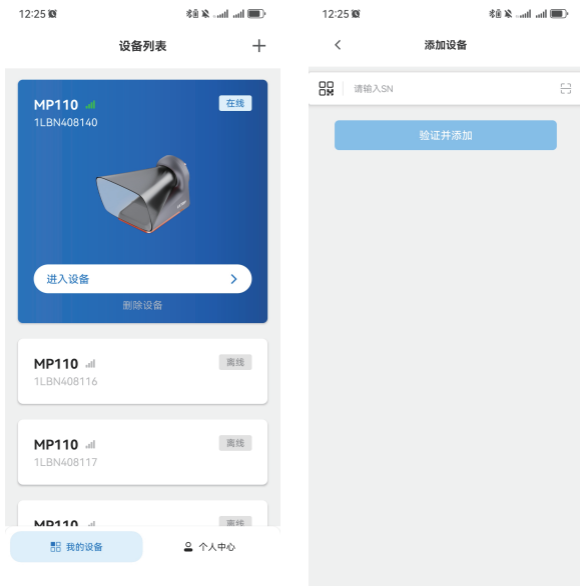 12:25
设备列表
MP110
在线
1LBN408140
进入设备
删除设备
MP110
离线
1LBN408116
MP110
离线
1LBN408117
MP110
离线
我的设备
个人中心
12:25
添加设备
请输入SN
验证并添加